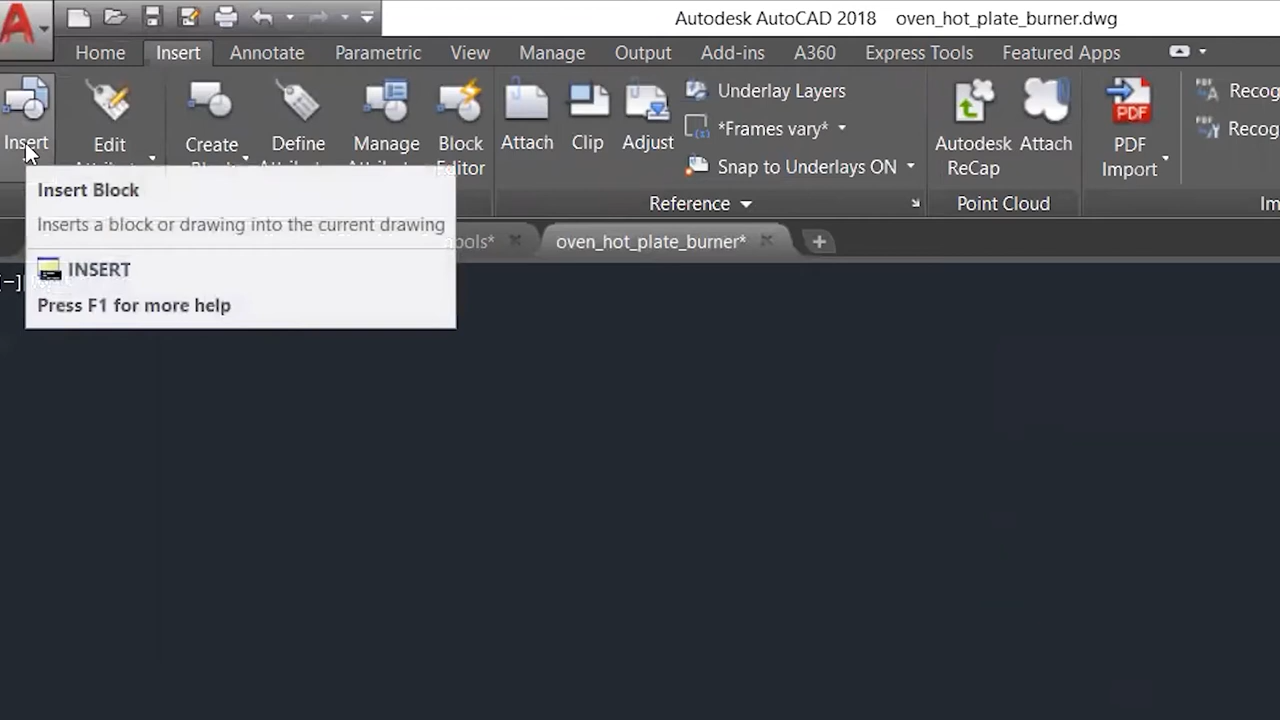 Autodesk AutoCAD 2018 oven_hot_plate_burner.dwg
Home Insert Annotate Parametric View Manage Output Add-ins A360 Express Tools Featured Apps
Insert
Edit
Create
Define
Manage
Block
Editor
Attach
Clip
Adjust
Underlay Layers
*Frames vary*
Snap to Underlays ON
Autodesk
ReCap
Attach
PDF
PDF
Import
Reference
Point Cloud
Insert Block
Inserts a block or drawing into the current drawing
INSERT
Press F1 for more help
oven_hot_plate_burner*